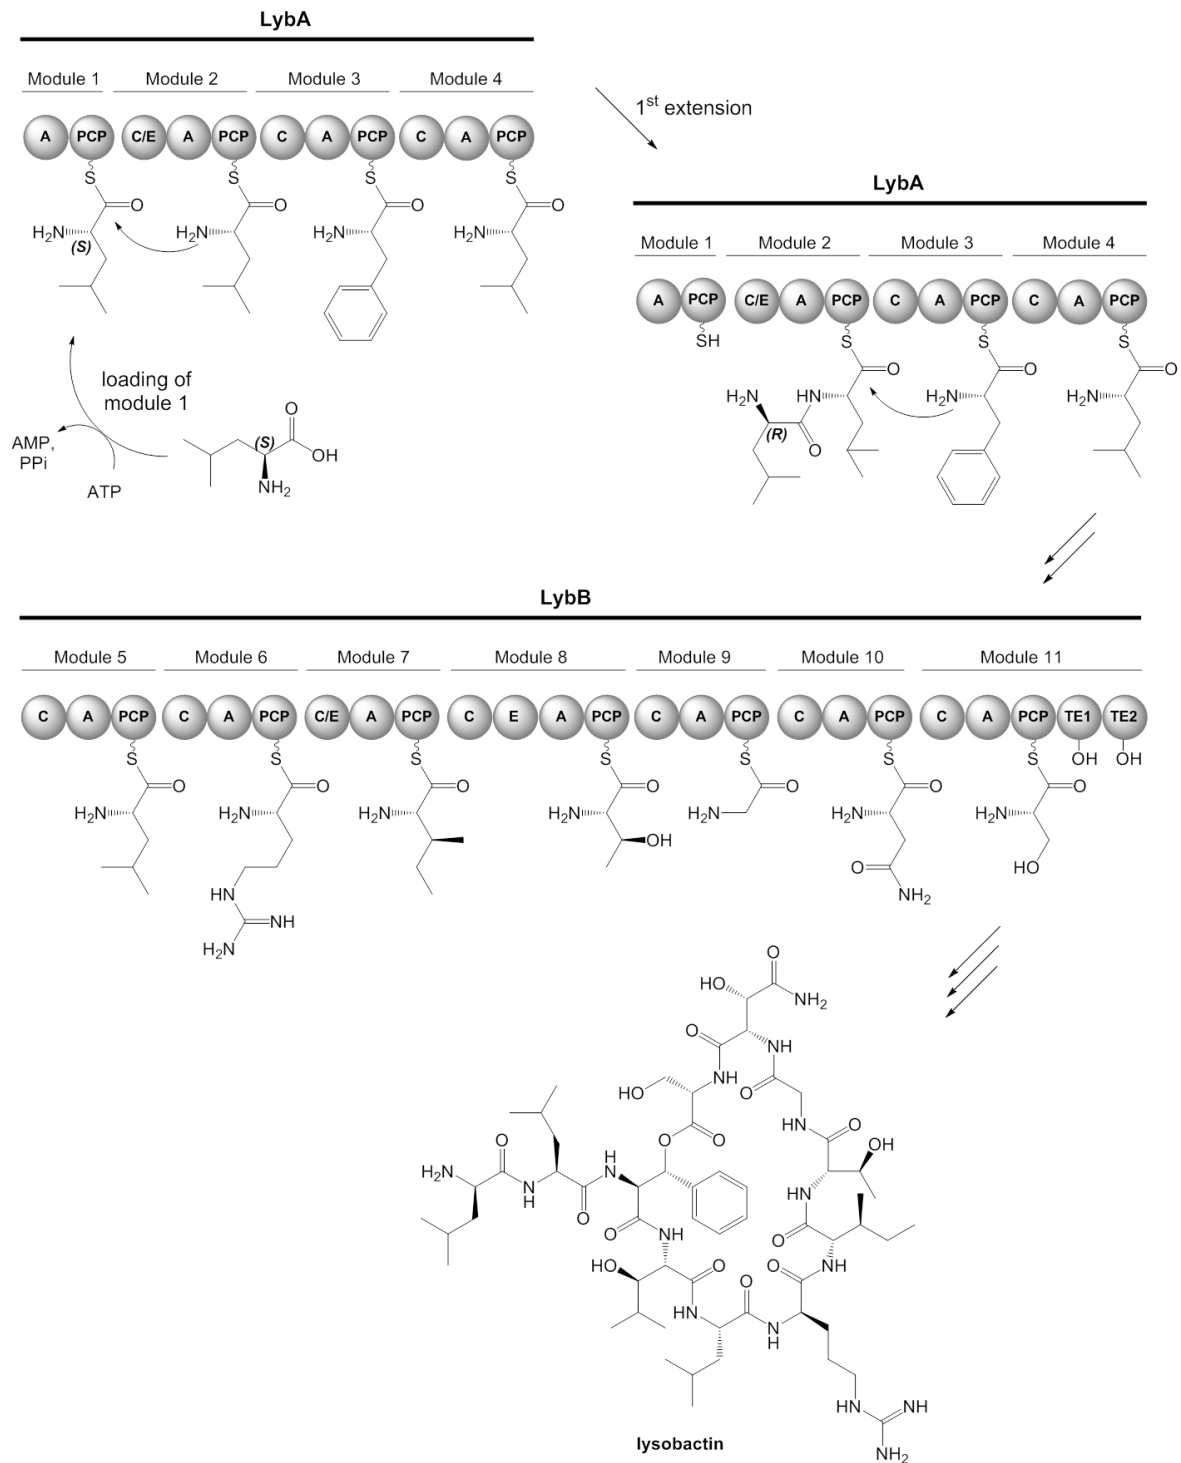 LybA
Module 1 Module 2 Module 3 Module 4
A PCP C/E A PCP C A PCP C A PCP
S S S S
O O O O
H2N H2N H2N H2N
(S)
1st extension
loading of
module 1
AMP,
PPi
ATP
O
(S)
OH
NH2
LybA
Module 1 Module 2 Module 3 Module 4
A PCP C/E A PCP C A PCP C A PCP
SH S S S
O O O
H2N HN H2N H2N
(R)
O
LybB
Module 5 Module 6 Module 7 Module 8 Module 9 Module 10 Module 11
C A PCP C A PCP C/E A PCP C E A PCP C A PCP C A PCP C A PCP TE1 TE2
S S S S S S S OH OH
O O O O O O O
H2N H2N H2N H2N H2N H2N H2N
OH
HN O HO
NH NH2
H2N
O
HO NH2
O
NH
NH O
HO HN O
O O OH
O H
H2N N
N HN
H
O O NH O
HO O O O NH
HN N
H
HN NH
NH2
lysobactin